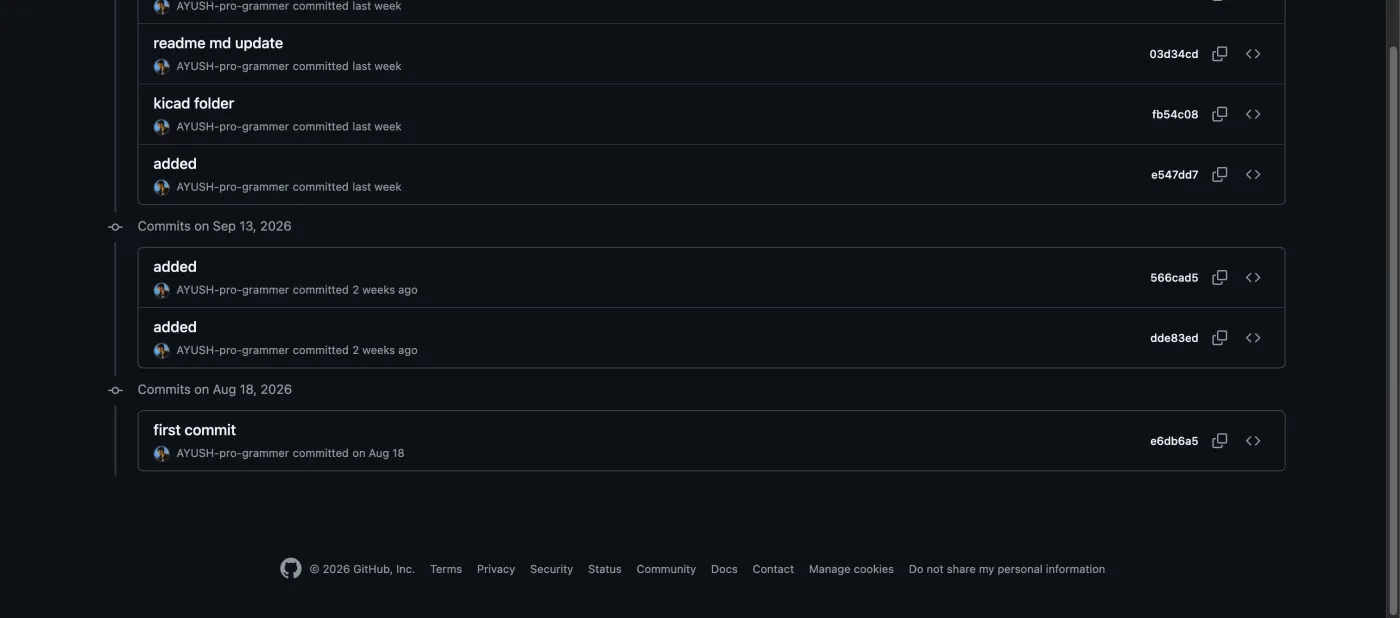 AYUSH-pro-grammer committed last week
readme md update
03d34cd
AYUSH-pro-grammer committed last week
kicad folder
fb54c08
AYUSH-pro-grammer committed last week
added
e547dd7
AYUSH-pro-grammer committed last week
Commits on Sep 13, 2026
added
566cad5
AYUSH-pro-grammer committed 2 weeks ago
added
dde83ed
AYUSH-pro-grammer committed 2 weeks ago
Commits on Aug 18, 2026
first commit
e6db6a5
AYUSH-pro-grammer committed on Aug 18
© 2026 GitHub, Inc. Terms Privacy Security Status Community Docs Contact Manage cookies Do not share my personal information